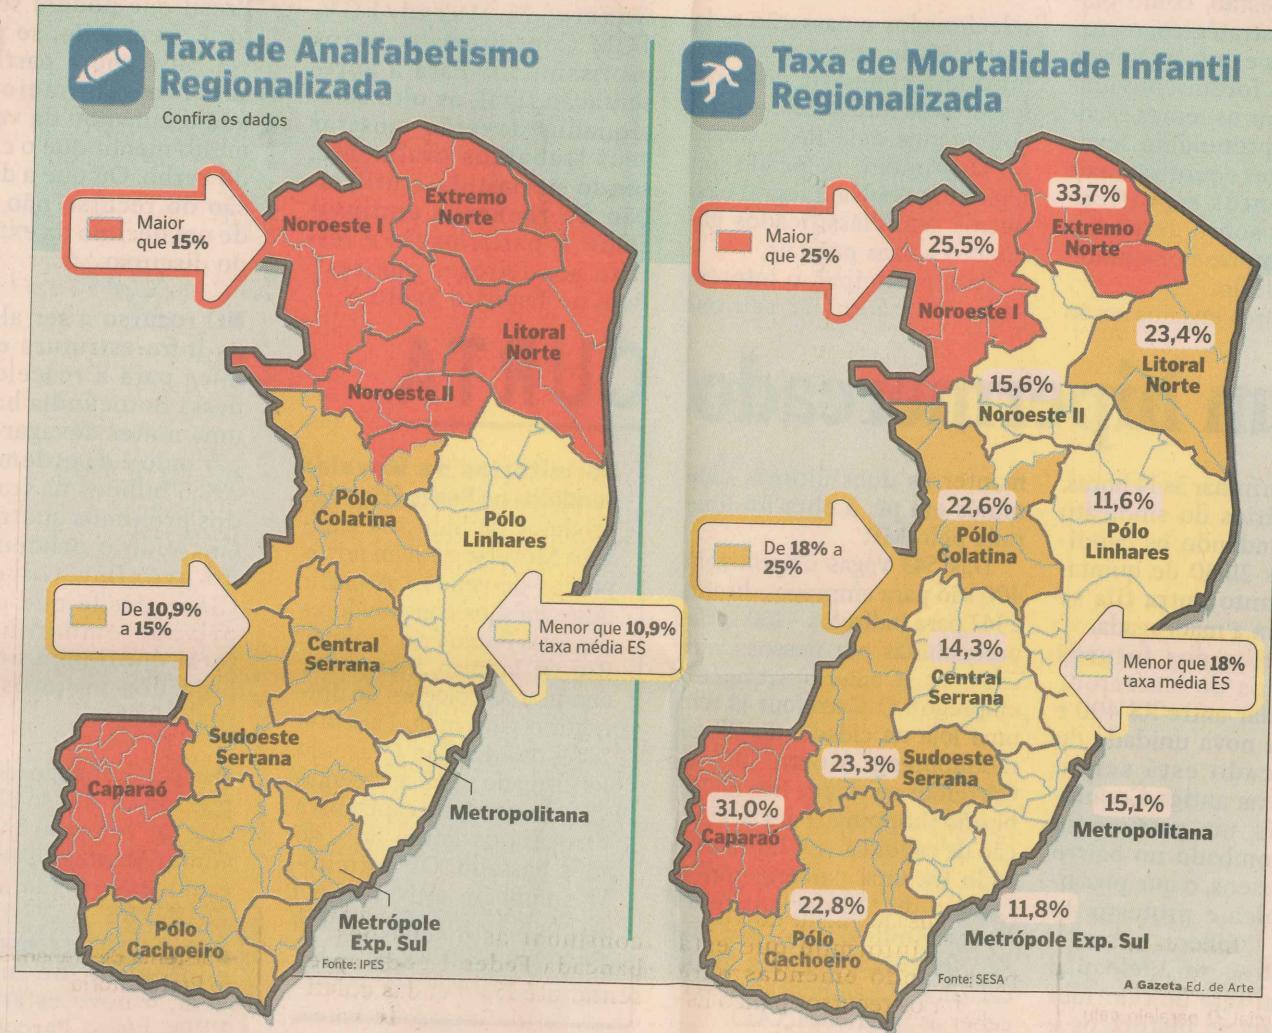 Taxa de Analfabetismo
Regionalizada
Confira os dados
Maior
que 15%
Noroeste I
Extremo
Norte
Litoral
Norte
Noroeste II
Pólo
Colatina
Pólo
Linhares
De 10,9%
a 15%
Menor que 10,9%
taxa média ES
Central
Serrana
Sudoeste
Serrana
Caparaó
Metropolitana
Metrópole
Exp. Sul
Pólo
Cachoeiro
Fonte: IPES
Taxa de Mortalidade Infantil
Regionalizada
Maior
que 25%
33,7%
Extremo
Norte
25,5%
Noroeste I
23,4%
Litoral
Norte
15,6%
Noroeste II
22,6%
Pólo
Colatina
11,6%
Pólo
Linhares
De 18% a
25%
14,3%
Central
Serrana
Menor que 18%
taxa média ES
23,3%
Sudoeste
Serrana
31,0%
Caparaó
15,1%
Metropolitana
22,8%
Pólo
Cachoeiro
11,8%
Metrópole Exp. Sul
Fonte: SESA
A Gazeta Ed. de Arte